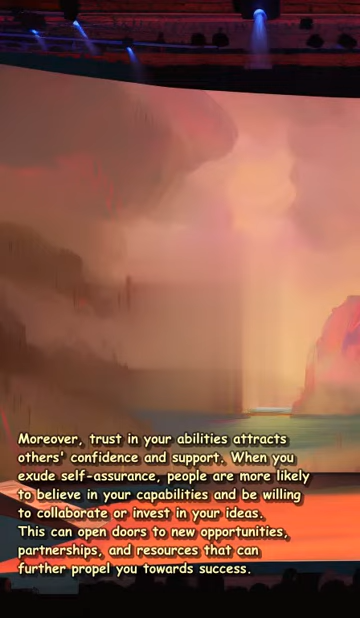 Moreover, trust in your abilities attracts
others' confidence and support. When you
exude self-assurance, people are more likely
to believe in your capabilities and be willing
to collaborate or invest in your ideas.
This can open doors to new opportunities,
partnerships, and resources that can
further propel you towards success.